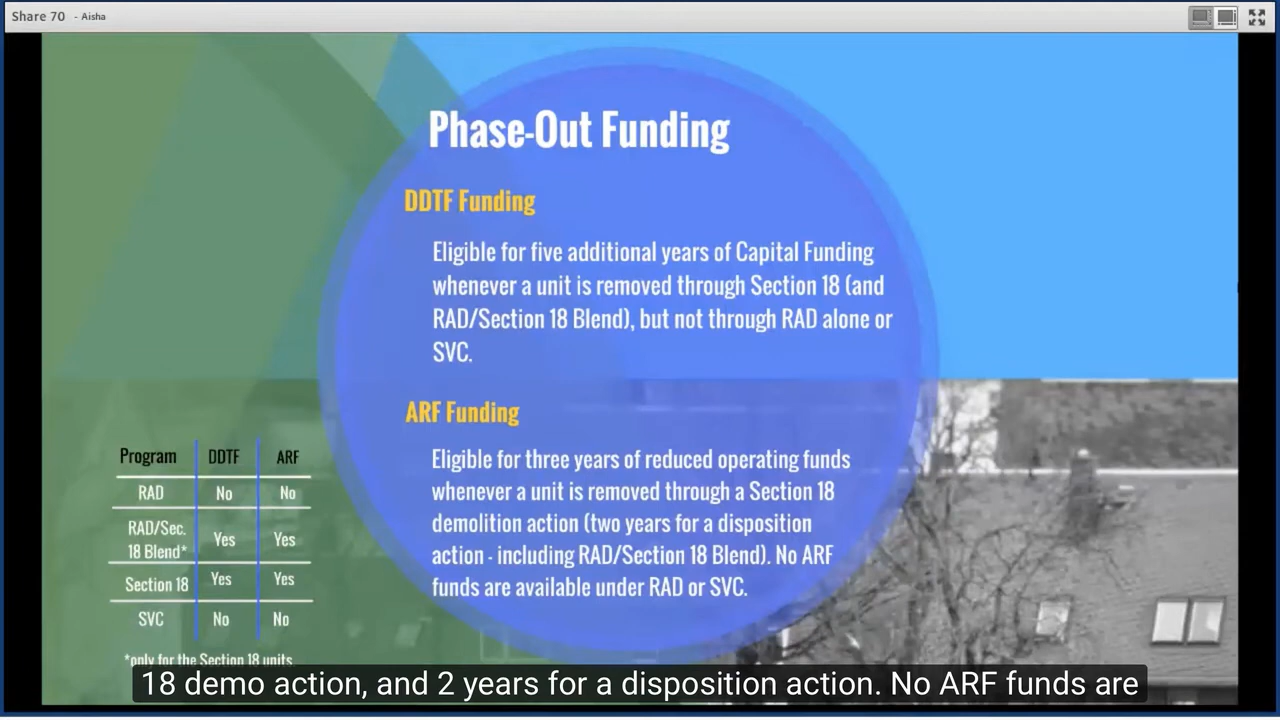 Share 70 - Aisha
Phase-Out Funding
DDTF Funding
Eligible for five additional years of Capital Funding
whenever a unit is removed through Section 18 (and
RAD/Section 18 Blend), but not through RAD alone or
SVC.
ARF Funding
Eligible for three years of reduced operating funds
whenever a unit is removed through a Section 18
demolition action (two years for a disposition
action - including RAD/Section 18 Blend). No ARF
funds are available under RAD or SVC.
Program DDTF ARF
RAD No No
RAD/Sec.
18 Blend* Yes Yes
Section 18 Yes Yes
SVC No No
*only for the Section 18 units
18 demo action, and 2 years for a disposition action. No ARF funds are